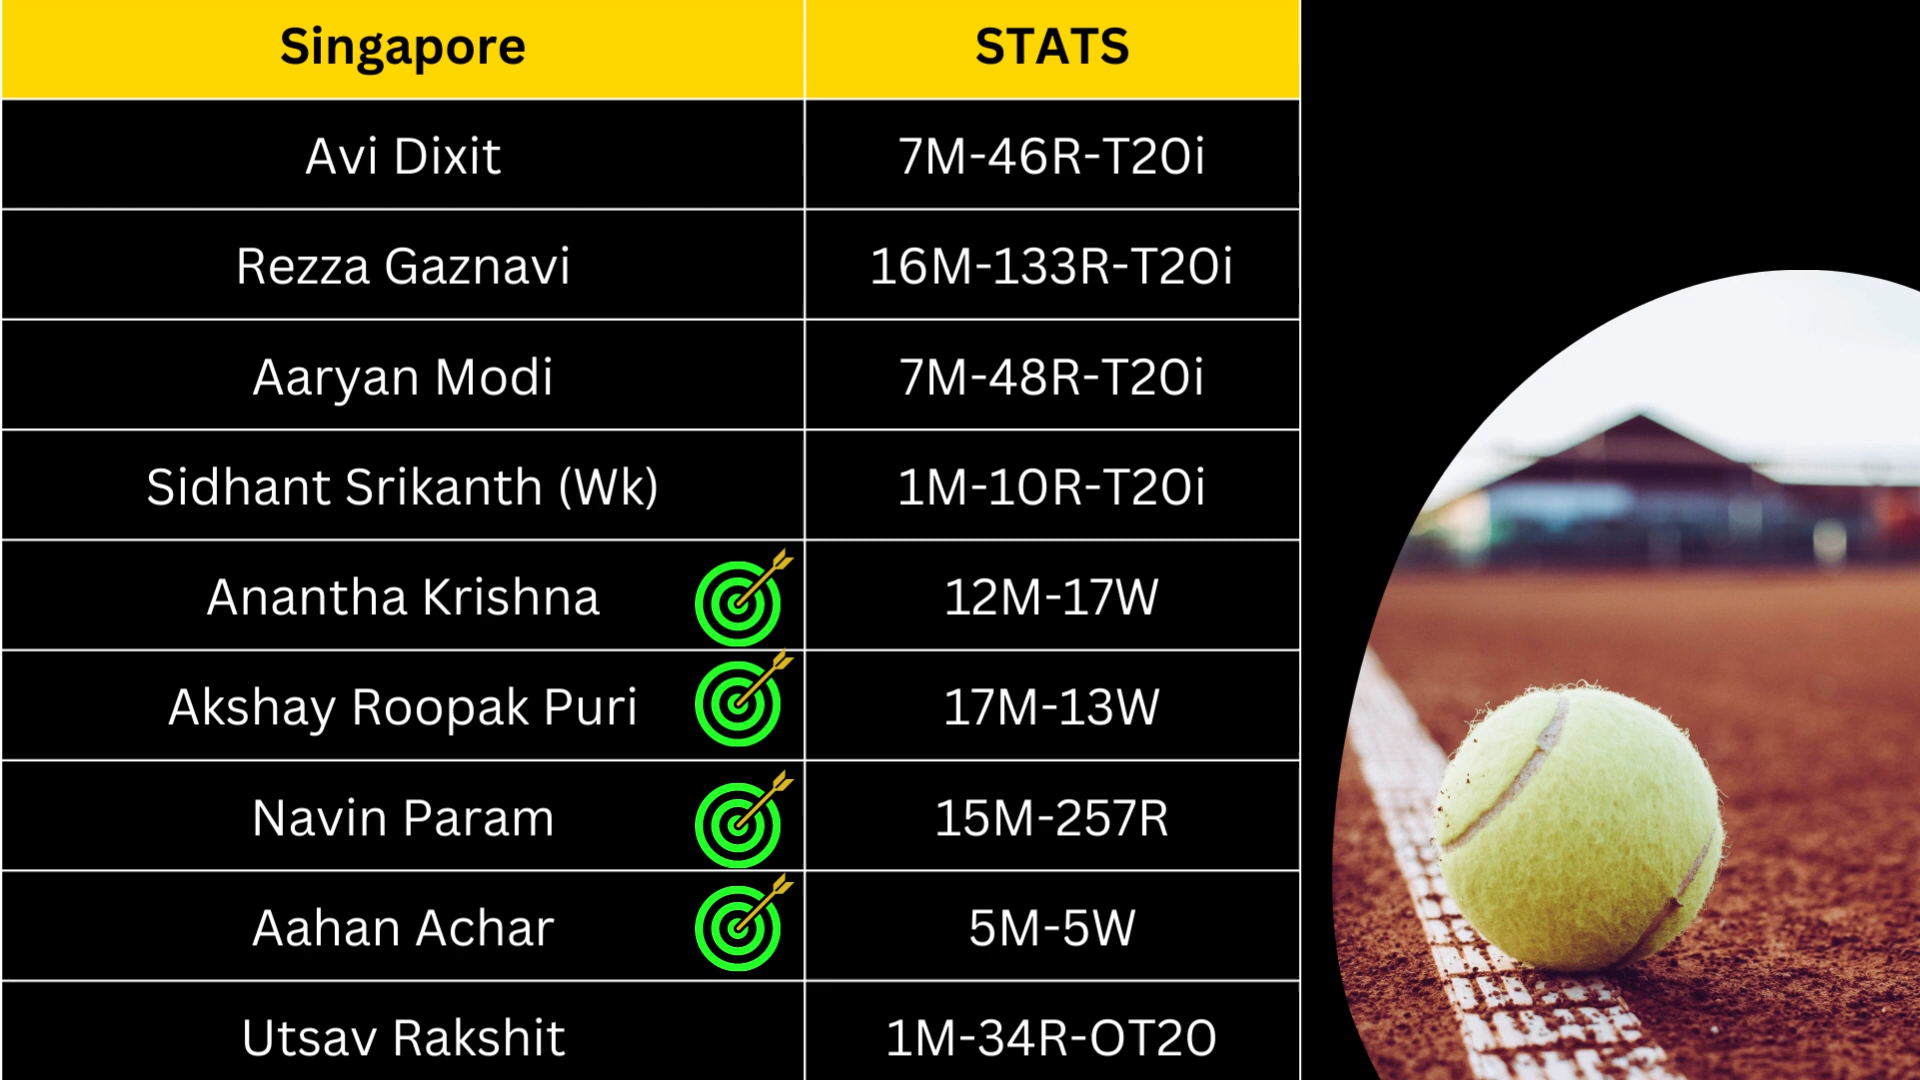 Singapore STATS
Avi Dixit 7M-46R-T20i
Rezza Gaznavi 16M-133R-T20i
Aaryan Modi 7M-48R-T20i
Sidhant Srikanth (Wk) 1M-10R-T20i
Anantha Krishna 12M-17W
Akshay Roopak Puri 17M-13W
Navin Param 15M-257R
Aahan Achar 5M-5W
Utsav Rakshit 1M-34R-OT20